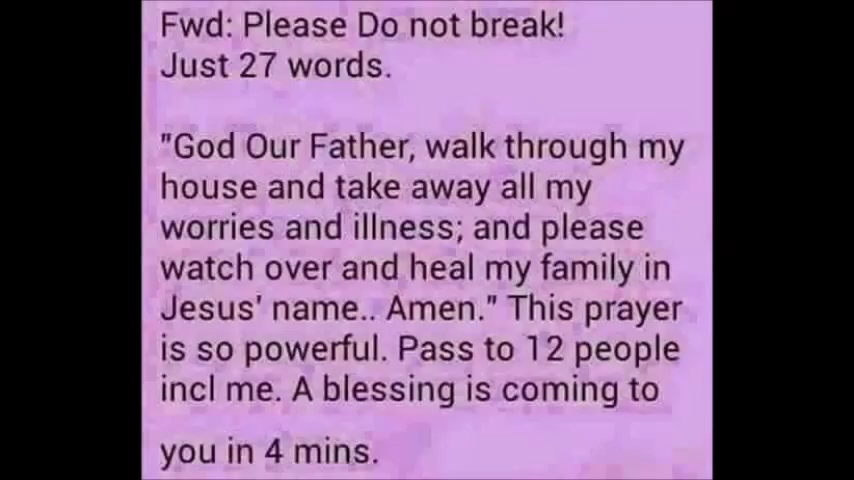 Fwd: Please Do not break!
Just 27 words.
"God Our Father, walk through my
house and take away all my
worries and illness; and please
watch over and heal my family in
Jesus' name.. Amen." This prayer
is so powerful. Pass to 12 people
incl me. A blessing is coming to
you in 4 mins.